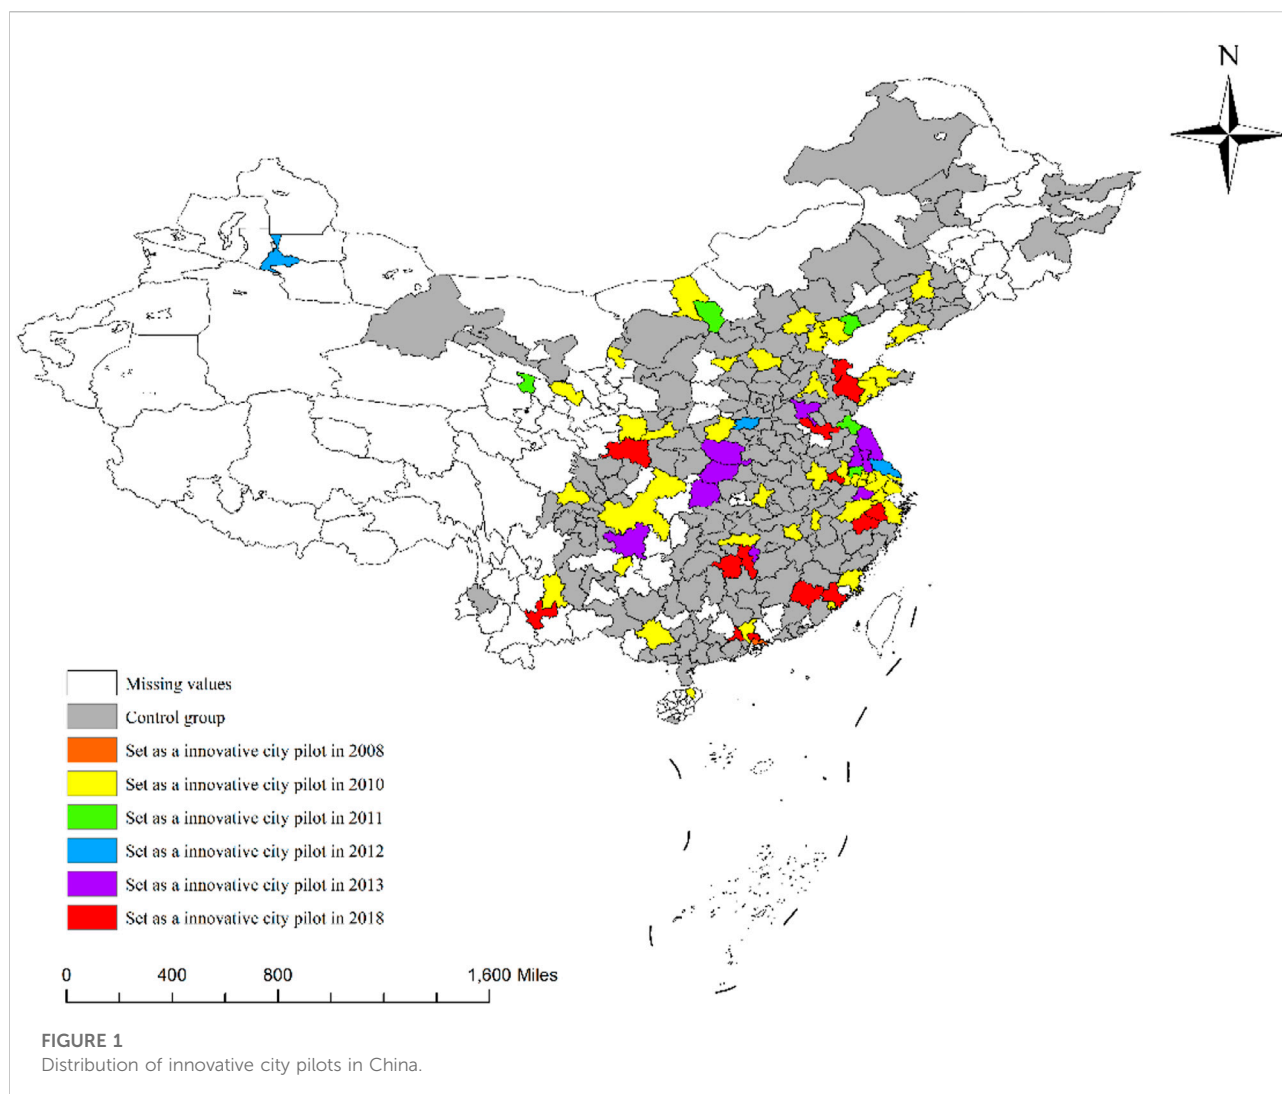 N
Missing values
Control group
Set as a innovative city pilot in 2008
Set as a innovative city pilot in 2010
Set as a innovative city pilot in 2011
Set as a innovative city pilot in 2012
Set as a innovative city pilot in 2013
Set as a innovative city pilot in 2018
0 400 800 1,600 Miles
FIGURE 1
Distribution of innovative city pilots in China.